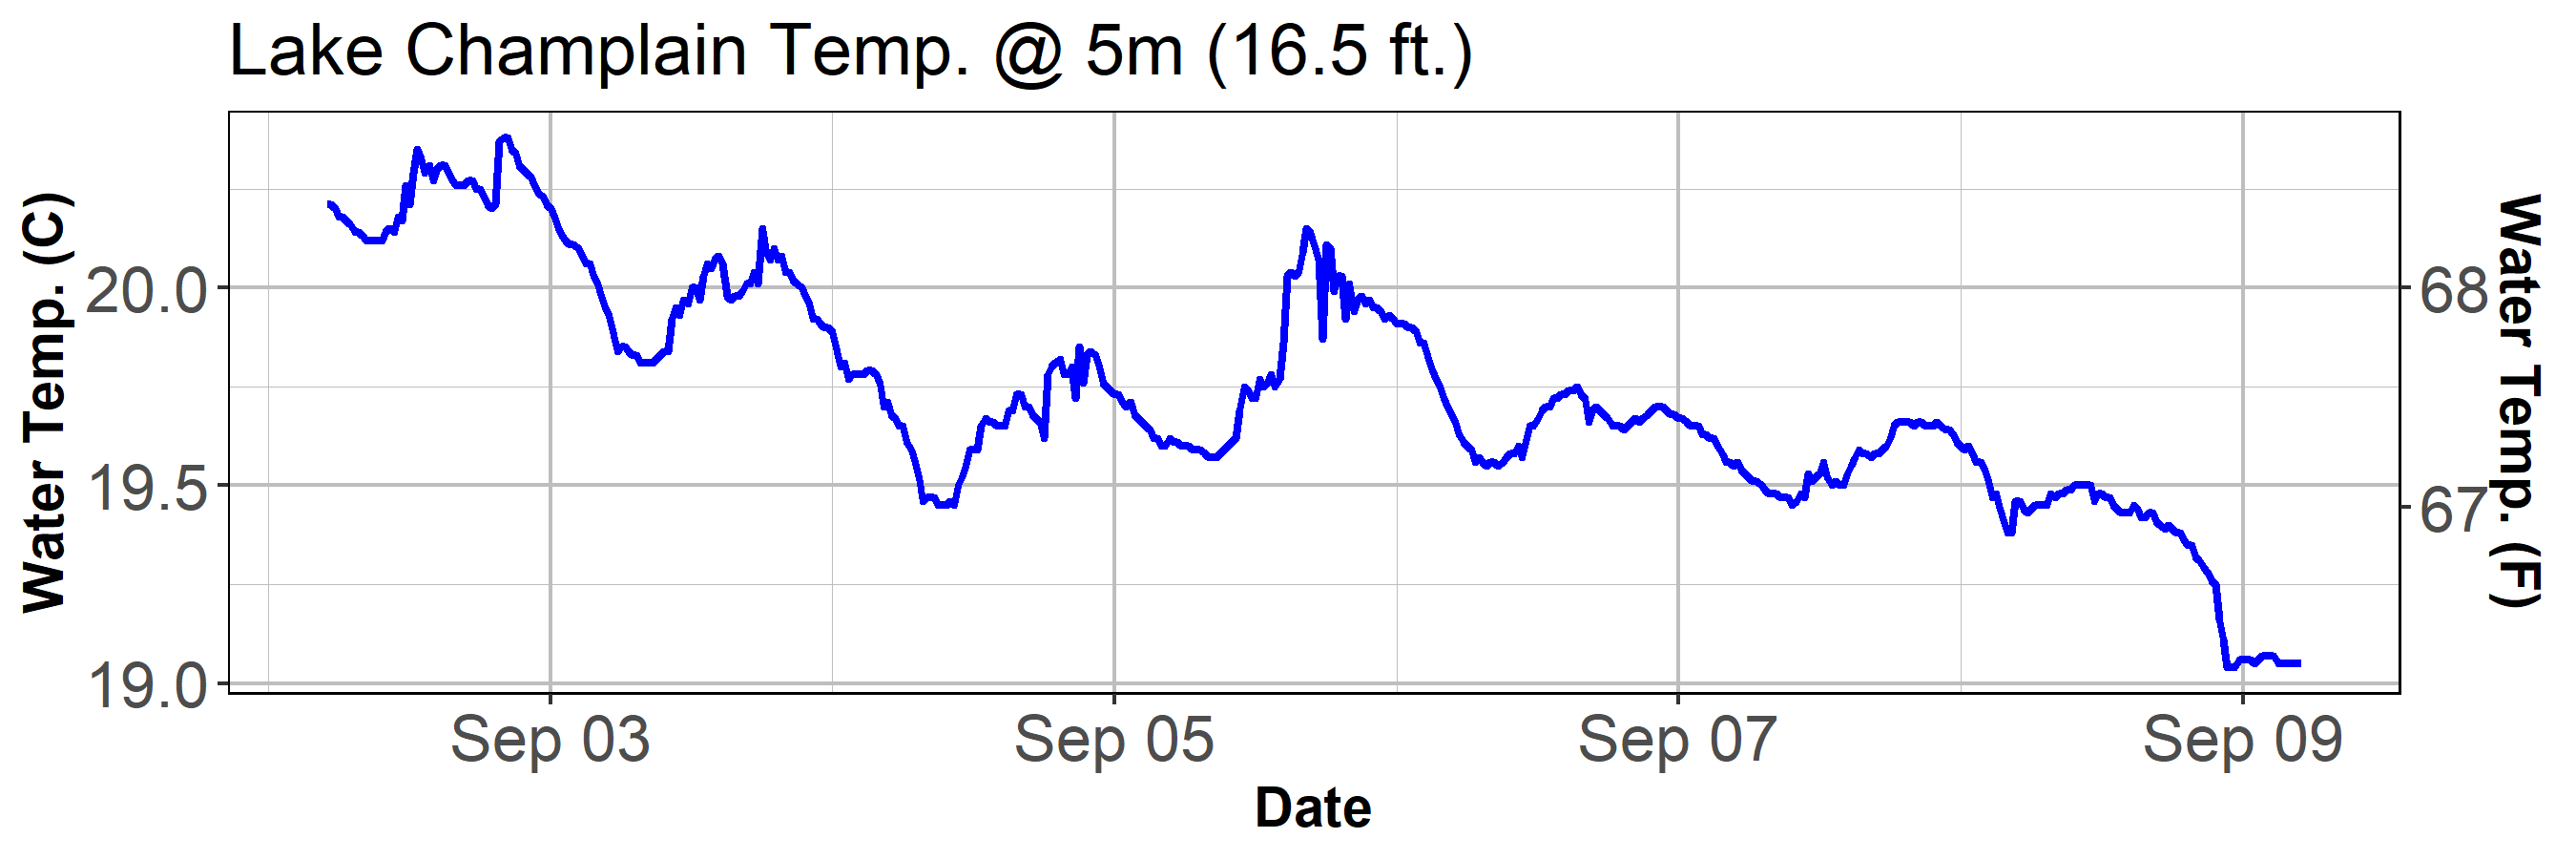 Lake Champlain Temp. @ 5m (16.5 ft.)
Water Temp. (C)
20.0
19.5
19.0
68
67
Water Temp. (F)
Sep 03
Sep 05
Sep 07
Sep 09
Date